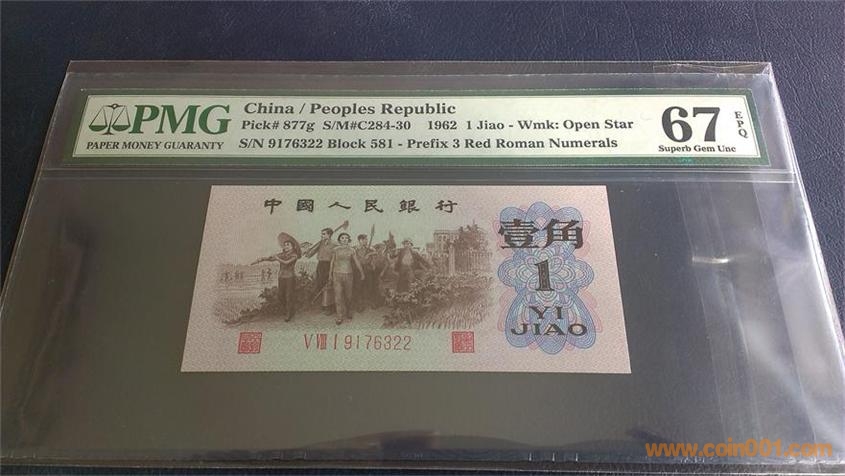 PMG
PAPER MONEY GUARANTY
China / Peoples Republic
Pick# 877g S/M#C284-30 1962 1 Jiao - Wmk: Open Star
S/N 9176322 Block 581 - Prefix 3 Red Roman Numerals
67 EPQ
Superb Gem Unc
中國人民銀行
壹角
1
YI
JIAO
V VIII I 9176322
www.coin001.com